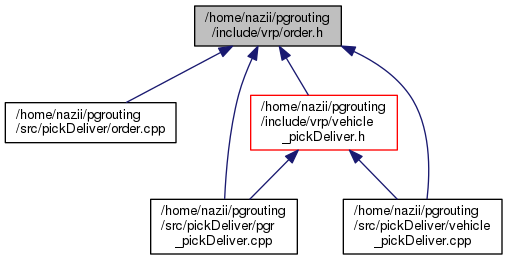 /home/nazii/pgrouting
/include/vrp/order.h
/home/nazii/pgrouting
/src/pickDeliver/order.cpp
/home/nazii/pgrouting
/include/vrp/vehicle
_pickDeliver.h
/home/nazii/pgrouting
/src/pickDeliver/pgr
_pickDeliver.cpp
/home/nazii/pgrouting
/src/pickDeliver/vehicle
_pickDeliver.cpp